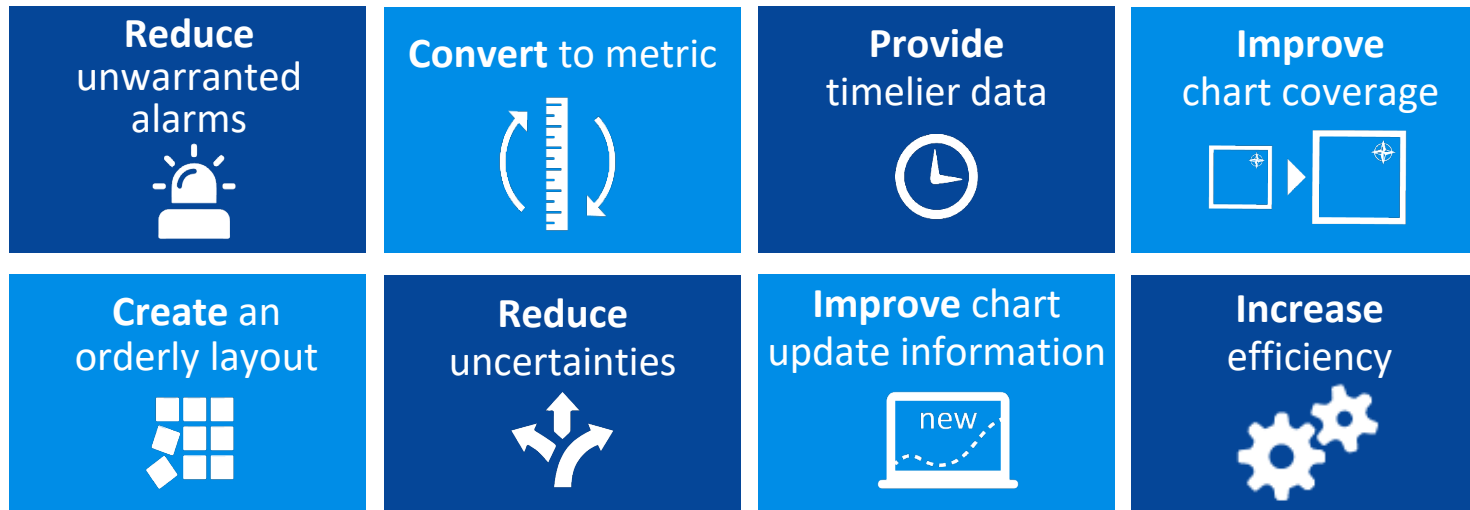 Reduce
unwarranted
alarms
Convert to metric
Provide
timelier data
Improve
chart coverage
Create an
orderly layout
Reduce
uncertainties
Improve chart
update information
new
Increase
efficiency